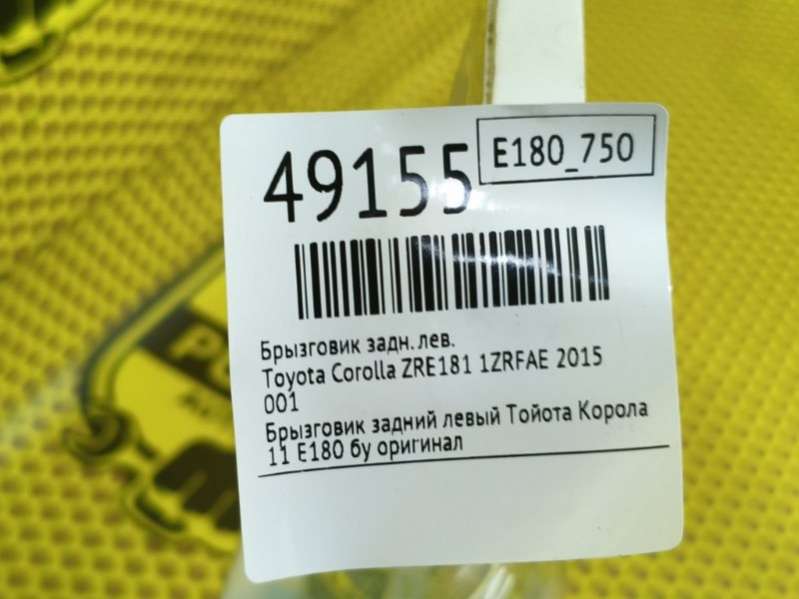 49155
E180_750
Брызговик задн. лев.
Toyota Corolla ZRE181 1ZRFAE 2015
001
Брызговик задний левый Тойота Корола
11 E180 бу оригинал